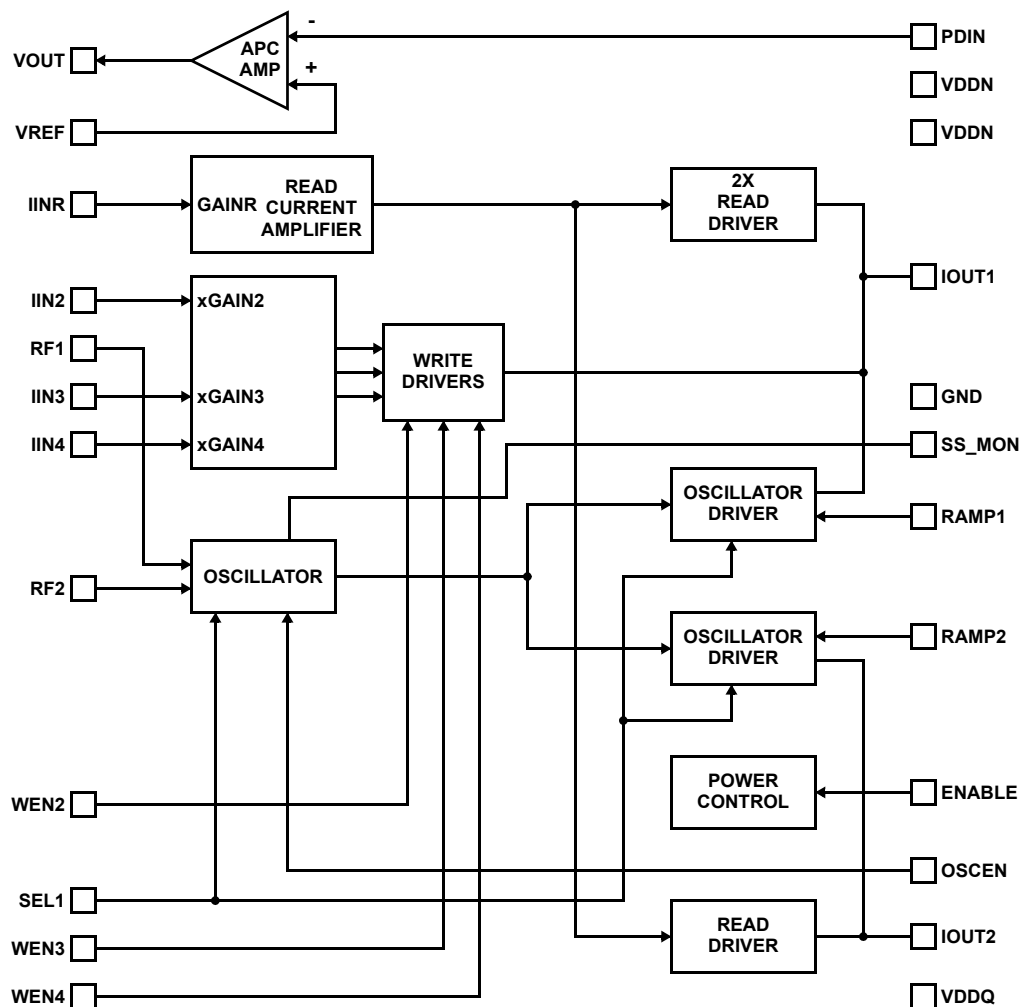 -
APC
AMP
+
VOUT
PDIN
VDDN
VREF
VDDN
IINR
GAINR
READ
CURRENT
AMPLIFIER
2X
READ
DRIVER
IOUT1
IIN2
xGAIN2
RF1
WRITE
DRIVERS
IIN3
xGAIN3
GND
IIN4
xGAIN4
SS_MON
OSCILLATOR
DRIVER
RAMP1
RF2
OSCILLATOR
OSCILLATOR
DRIVER
RAMP2
WEN2
POWER
CONTROL
ENABLE
OSCEN
SEL1
READ
DRIVER
IOUT2
WEN3
WEN4
VDDQ